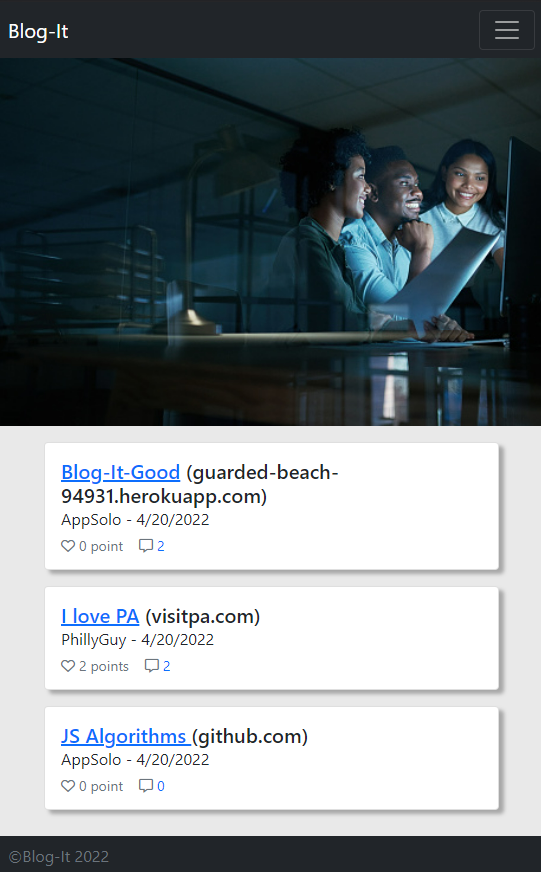 Blog-It
Blog-It-Good (guarded-beach-
94931.herokuapp.com)
AppSolo - 4/20/2022
0 point 2
I love PA (visitpa.com)
PhillyGuy - 4/20/2022
2 points 2
JS Algorithms (github.com)
AppSolo - 4/20/2022
0 point 0
©Blog-It 2022